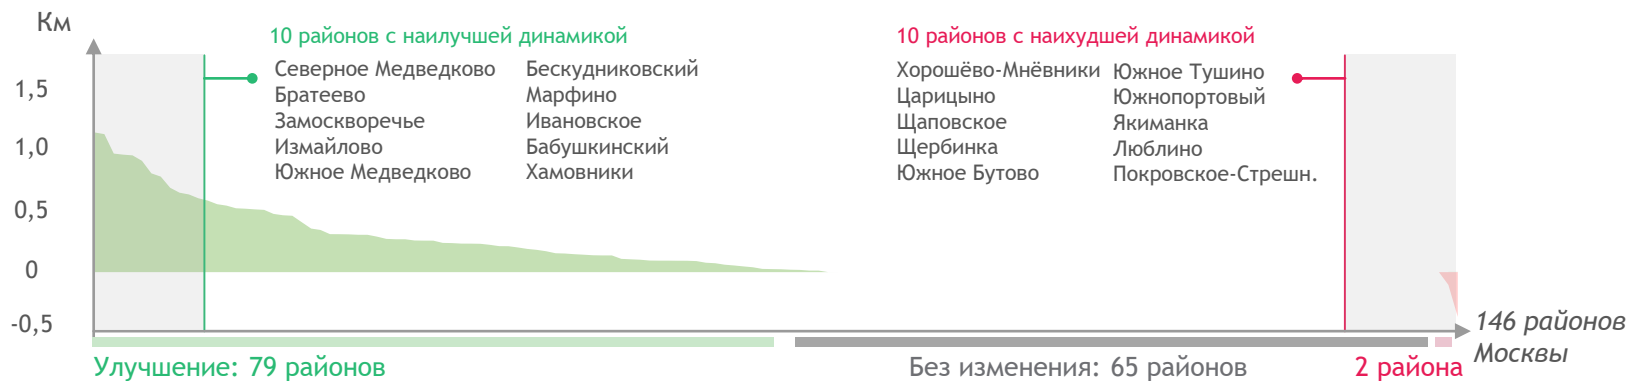 Км
1,5
1,0
0,5
0
-0,5
10 районов с наилучшей динамикой
Северное Медведково
Братеево
Замоскворечье
Измайлово
Южное Медведково
Бескудниковский
Марфино
Ивановское
Бабушкинский
Хамовники
10 районов с наихудшей динамикой
Хорошёво-Мнёвники
Царицыно
Щаповское
Щербинка
Южное Бутово
Южное Тушино
Южнопортовый
Якиманка
Люблино
Покровское-Стрешн.
146 районов
Москвы
Улучшение: 79 районов
Без изменения: 65 районов
2 района